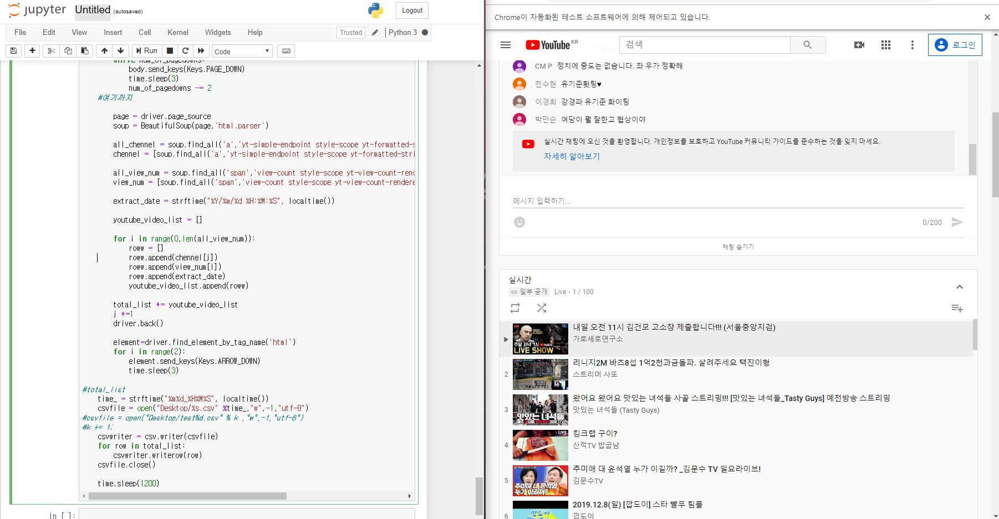 jupyter Untitled (autosaved)
Logout
File Edit View Insert Cell Kernel Widgets Help
Trusted
Python 3
Run
Code
while num_of_pagedowns:
body.send_keys(Keys.PAGE_DOWN)
time.sleep(3)
num_of_pagedowns -= 2
#여기까지
page = driver.page_source
soup = BeautifulSoup(page,'html.parser')
all_chennel = soup.find_all('a','yt-simple-endpoint style-scope yt-formatted-s
chennel = [soup.find_all('a','yt-simple-endpoint style-scope yt-formatted-stri
all_view_num = soup.find_all('span','view-count style-scope yt-view-count-rend
view_num = [soup.find_all('span','view-count style-scope yt-view-count-rendere
extract_date = strftime("%Y/%m/%d %H:%M:%S", localtime())
youtube_video_list = []
for i in range(0,len(all_view_num)):
roww = []
roww.append(chennel[j])
roww.append(view_num[i])
roww.append(extract_date)
youtube_video_list.append(roww)
total_list += youtube_video_list
j +=1
driver.back()
element=driver.find_element_by_tag_name('html')
for i in range(2):
element.send_keys(Keys.ARROW_DOWN)
time.sleep(3)
#total_list
time_ = strftime("%m%d_%H%M%S", localtime())
csvfile = open("Desktop/%s.csv" %time_,"w",-1,"utf-8")
#csvfile = open("Desktop/test%d.csv" % k ,"w",-1,"utf-8")
#k += 1;
csvwriter = csv.writer(csvfile)
for row in total_list:
csvwriter.writerow(row)
csvfile.close()
time.sleep(1200)
In [ ]:
Chrome이 자동화된 테스트 소프트웨어에 의해 제어되고 있습니다.
YouTube KR
검색
로그인
CM P 정치에 중도는 없습니다. 좌 우가 정확해
천수현 유기준홧팅♥
이경희 강경파 유기준 화이팅
박만순 여당이 뭘 잘한고 협상이야
실시간 채팅에 오신 것을 환영합니다. 개인정보를 보호하고 YouTube 커뮤니티 가이드를 준수하는 것을 잊지 마세요.
자세히 알아보기
메시지 입력하기...
0/200
채팅 숨기기
실시간
일부 공개 Live - 1 / 100
주말 저녁 7시 YouTube
LIVE SHOW
내일 오전 11시 김건모 고소장 제출합니다!!! (서울중앙지검)
가로세로연구소
2
리니지2M 바츠8섭 1억2천과금돌파. 살려주세요 택진이형
스트리머 사또
3
맛있는 녀석들
왔어요 왔어요 맛있는 녀석들 사골 스트리밍!!! [맛있는 녀석들_Tasty Guys] 예전방송 스트리밍
맛있는 녀석들 (Tasty Guys)
4
LIVE
킹크랩 구이?
산적TV 밥굽남
5
추미애 대 윤석열
누가 이길까?
추미애 대 윤석열 누가 이길까? _김문수 TV 일요라이브!
김문수TV
6
깝도이
2019.12.8(일) [깝도이] 스타 빨무 팀플
깝도이